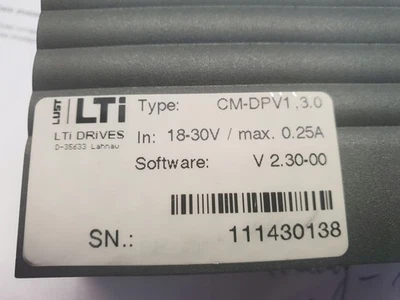 LUST LTi
LTi DRIVES
D-35633 Lahnau
Type: CM-DPV1,3.0
In: 18-30V / max. 0.25A
Software: V 2.30-00
SN.: 111430138